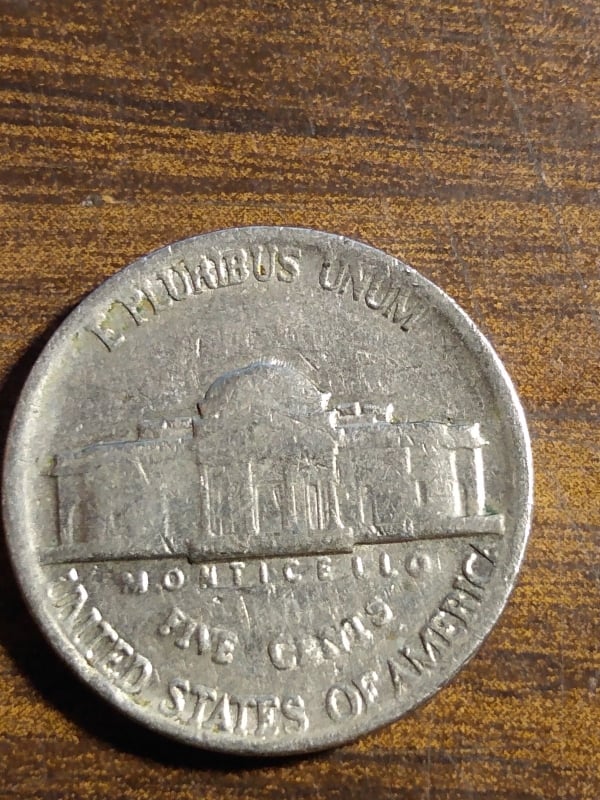 E PLURIBUS UNUM
MONTICELLO
FIVE CENTS
UNITED STATES OF AMERICA